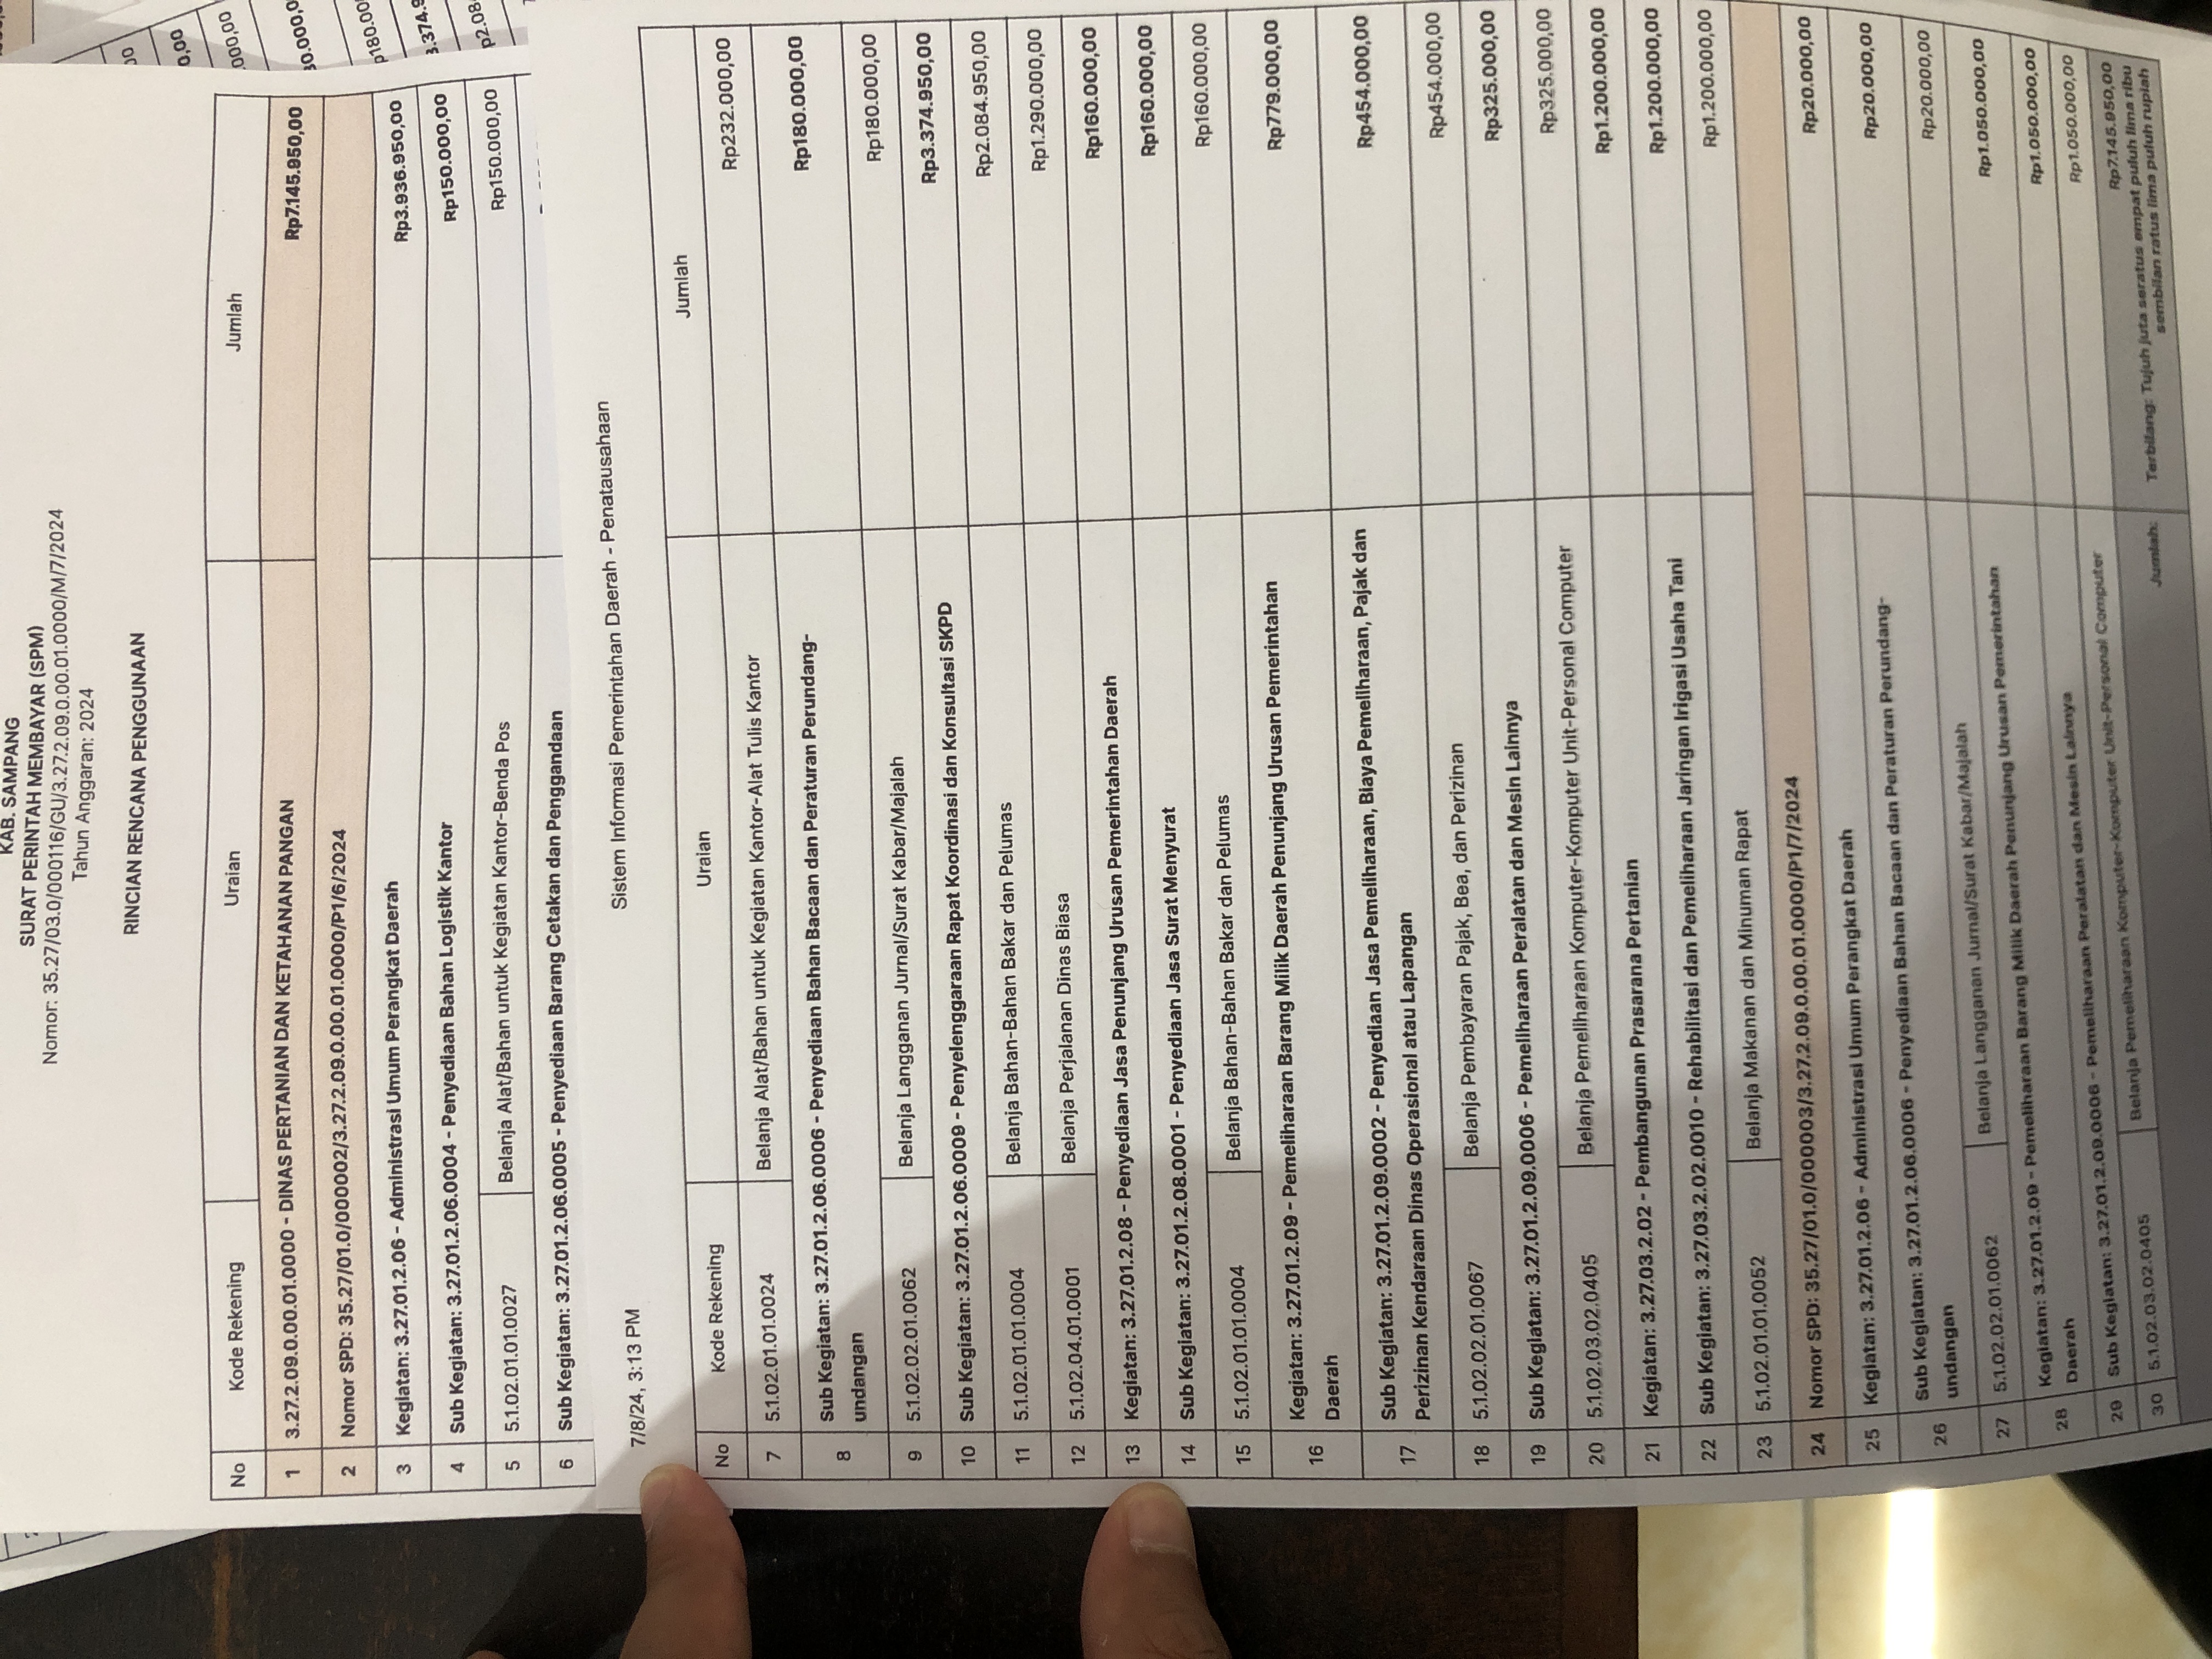 KAB. SAMPANG
SURAT PERINTAH MEMBAYAR (SPM)
Nomor: 35.27/03.0/000116/GU/3.27.2.09.0.00.01.0000/M/7/2024
Tahun Anggaran: 2024
RINCIAN RENCANA PENGGUNAAN
No Kode Rekening Uraian Jumlah
1 3.27.2.09.0.00.01.0000 - DINAS PERTANIAN DAN KETAHANAN PANGAN Rp7.145.950,00
2 Nomor SPD: 35.27/01.0/000002/3.27.2.09.0.00.01.0000/P1/6/2024
3 Kegiatan: 3.27.01.2.06 - Administrasi Umum Perangkat Daerah Rp3.936.950,00
4 Sub Kegiatan: 3.27.01.2.06.0004 - Penyediaan Bahan Logistik Kantor Rp150.000,00
5 5.1.02.01.01.0027 Belanja Alat/Bahan untuk Kegiatan Kantor-Benda Pos Rp150.000,00
6 Sub Kegiatan: 3.27.01.2.06.0005 - Penyediaan Barang Cetakan dan Penggandaan
7/8/24, 3:13 PM Sistem Informasi Pemerintahan Daerah - Penatausahaan
No Kode Rekening Uraian Jumlah
7 5.1.02.01.01.0024 Belanja Alat/Bahan untuk Kegiatan Kantor-Alat Tulis Kantor Rp232.000,00
8 Sub Kegiatan: 3.27.01.2.06.0006 - Penyediaan Bahan Bacaan dan Peraturan Perundang- Rp180.000,00
undangan
9 5.1.02.02.01.0062 Belanja Langganan Jurnal/Surat Kabar/Majalah Rp180.000,00
10 Sub Kegiatan: 3.27.01.2.06.0009 - Penyelenggaraan Rapat Koordinasi dan Konsultasi SKPD Rp3.374.950,00
11 5.1.02.01.01.0004 Belanja Bahan-Bahan Bakar dan Pelumas Rp2.084.950,00
12 5.1.02.04.01.0001 Belanja Perjalanan Dinas Biasa Rp1.290.000,00
13 Kegiatan: 3.27.01.2.08 - Penyediaan Jasa Penunjang Urusan Pemerintahan Daerah Rp160.000,00
14 Sub Kegiatan: 3.27.01.2.08.0001 - Penyediaan Jasa Surat Menyurat Rp160.000,00
15 5.1.02.01.01.0004 Belanja Bahan-Bahan Bakar dan Pelumas Rp160.000,00
16 Kegiatan: 3.27.01.2.09 - Pemeliharaan Barang Milik Daerah Penunjang Urusan Pemerintahan Rp779.000,00
Daerah
17 Sub Kegiatan: 3.27.01.2.09.0002 - Penyediaan Jasa Pemeliharaan, Biaya Pemeliharaan, Pajak dan Rp454.000,00
Perizinan Kendaraan Dinas Operasional atau Lapangan
18 5.1.02.02.01.0067 Belanja Pembayaran Pajak, Bea, dan Perizinan Rp454.000,00
19 Sub Kegiatan: 3.27.01.2.09.0006 - Pemeliharaan Peralatan dan Mesin Lainnya Rp325.000,00
20 5.1.02.03.02.0405 Belanja Pemeliharaan Komputer-Komputer Unit-Personal Computer Rp325.000,00
21 Kegiatan: 3.27.03.2.02 - Pembangunan Prasarana Pertanian Rp1.200.000,00
22 Sub Kegiatan: 3.27.03.2.02.0010 - Rehabilitasi dan Pemeliharaan Jaringan Irigasi Usaha Tani Rp1.200.000,00
23 5.1.02.01.01.0052 Belanja Makanan dan Minuman Rapat Rp1.200.000,00
24 Nomor SPD: 35.27/01.0/000003/3.27.2.09.0.00.01.0000/P1/7/2024
25 Kegiatan: 3.27.01.2.06 - Administrasi Umum Perangkat Daerah Rp20.000,00
26 Sub Kegiatan: 3.27.01.2.06.0006 - Penyediaan Bahan Bacaan dan Peraturan Perundang- Rp20.000,00
undangan
27 5.1.02.02.01.0062 Belanja Langganan Jurnal/Surat Kabar/Majalah Rp20.000,00
28 Kegiatan: 3.27.01.2.09 - Pemeliharaan Barang Milik Daerah Penunjang Urusan Pemerintahan Rp1.050.000,00
Daerah
29 Sub Kegiatan: 3.27.01.2.09.0006 - Pemeliharaan Peralatan dan Mesin Lainnya Rp1.050.000,00
30 5.1.02.03.02.0405 Belanja Pemeliharaan Komputer-Komputer Unit-Personal Computer Rp1.050.000,00
Jumlah: Rp7.145.950,00
Terbilang: Tujuh juta seratus empat puluh lima ribu
sembilan ratus lima puluh rupiah